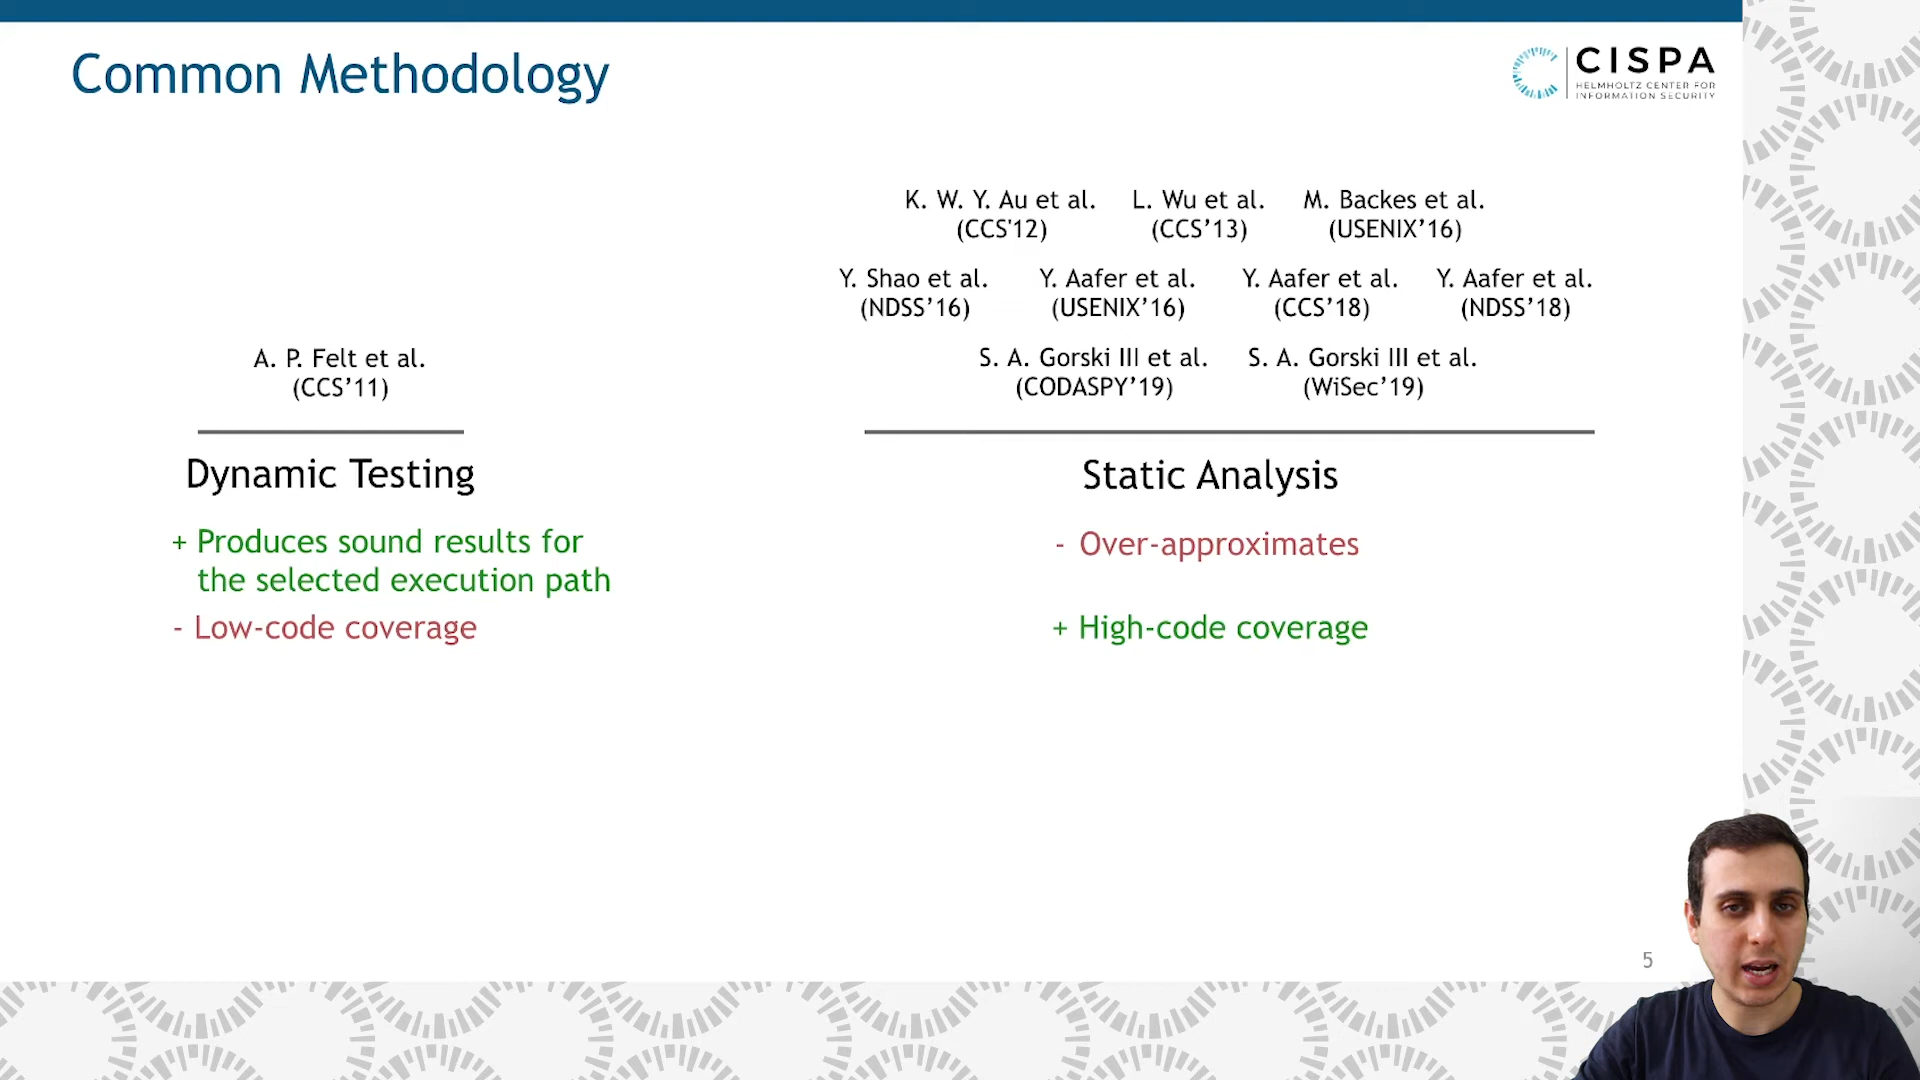 Common Methodology
CISPA
HELMHOLTZ CENTER FOR
INFORMATION SECURITY
K. W. Y. Au et al. L. Wu et al. M. Backes et al.
(CCS'12) (CCS’13) (USENIX’16)
Y. Shao et al. Y. Aafer et al. Y. Aafer et al. Y. Aafer et al.
(NDSS’16) (USENIX’16) (CCS’18) (NDSS’18)
A. P. Felt et al.
(CCS’11)
S. A. Gorski III et al. S. A. Gorski III et al.
(CODASPY’19) (WiSec’19)
Dynamic Testing
+ Produces sound results for
the selected execution path
- Low-code coverage
Static Analysis
- Over-approximates
+ High-code coverage
5